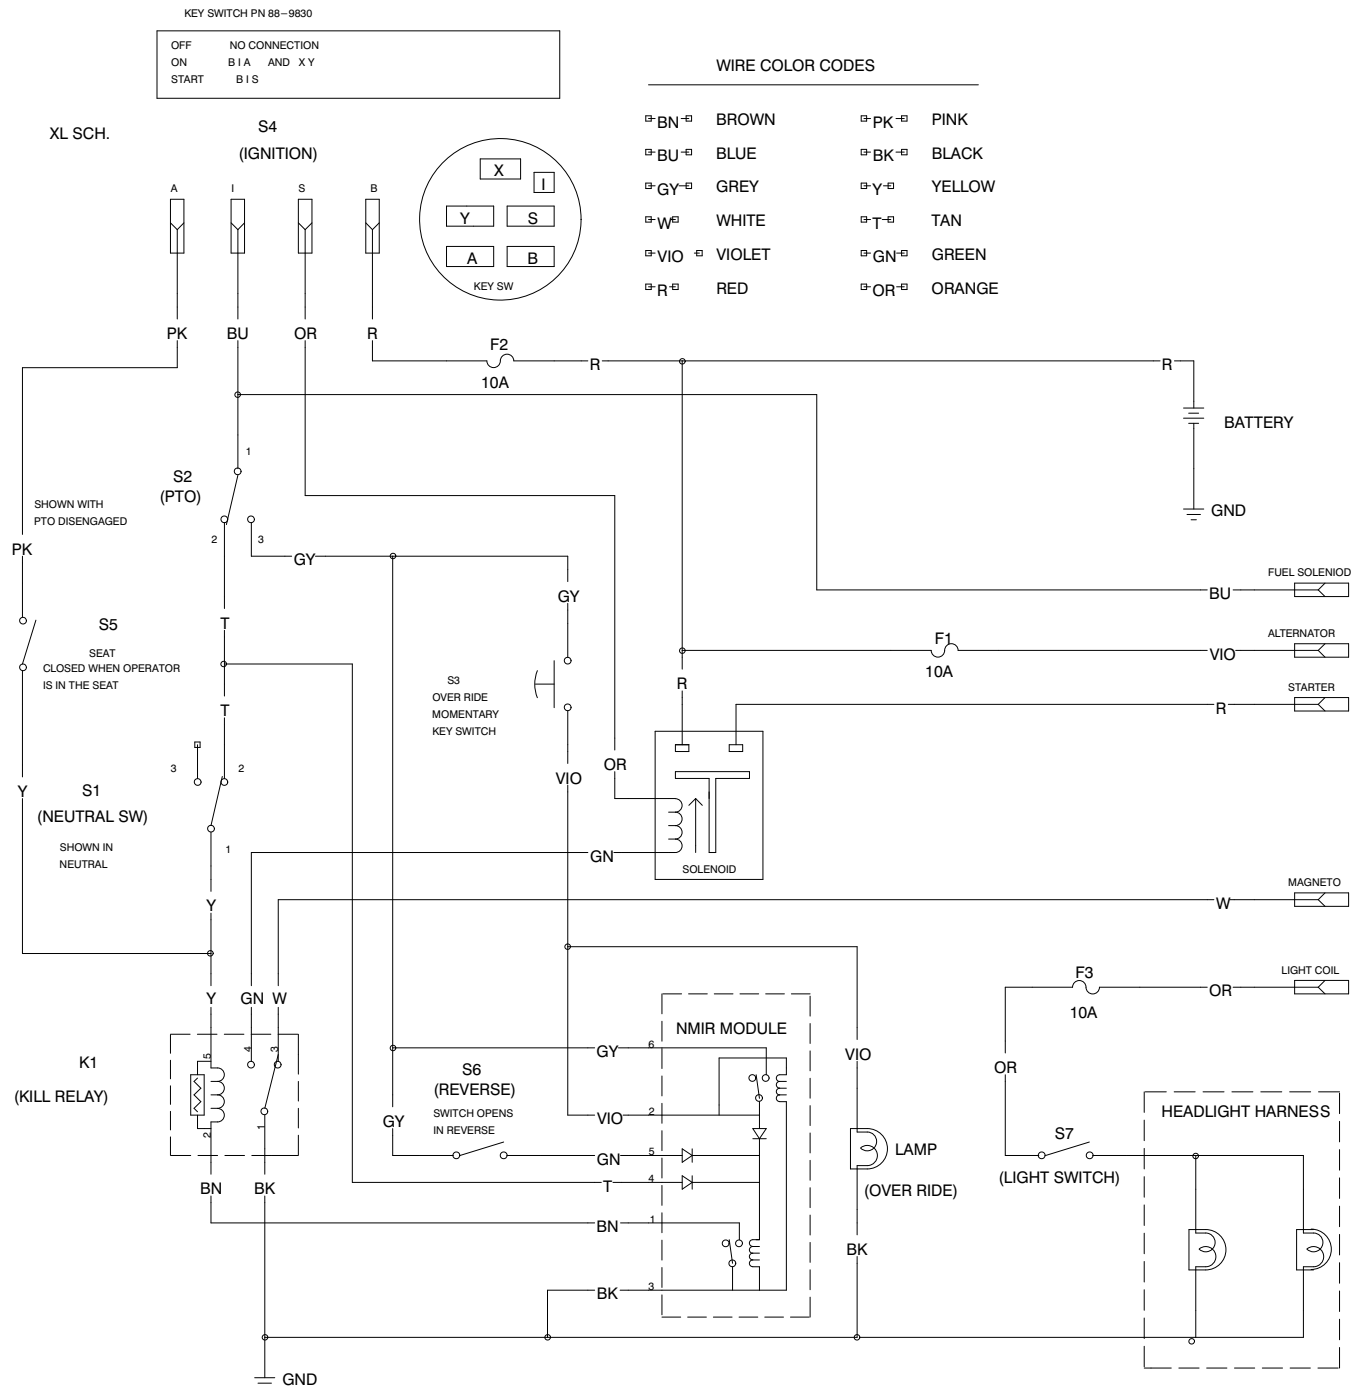 KEY SWITCH PN 88-9830
OFF NO CONNECTION
ON B I A AND X Y
START B I S
WIRE COLOR CODES
BN BROWN PK PINK
BU BLUE BK BLACK
GY GREY Y YELLOW
W WHITE T TAN
VIO VIOLET GN GREEN
R RED OR ORANGE
XL SCH.
S4
(IGNITION)
A I S B
X
I
Y S
A B
KEY SW
PK BU OR R
F2
10A
R
R
BATTERY
GND
1
S2
(PTO)
2
3
SHOWN WITH
PTO DISENGAGED
PK
GY
GY
T
FUEL SOLENIOD
BU
S5
SEAT
CLOSED WHEN OPERATOR
IS IN THE SEAT
ALTERNATOR
F1
10A
VIO
S3
OVER RIDE
MOMENTARY
KEY SWITCH
R
STARTER
R
T
3
2
Y
S1
(NEUTRAL SW)
SHOWN IN
NEUTRAL
1
VIO
OR
GN
SOLENOID
MAGNETO
W
Y
LIGHT COIL
F3
10A
OR
OR
Y GN W
K1
(KILL RELAY)
5
4
3
2
1
BN BK
NMIR MODULE
GY 6
VIO 2
GN 5
T 4
BN 1
BK 3
S6
(REVERSE)
SWITCH OPENS
IN REVERSE
GY
VIO
LAMP
(OVER RIDE)
BK
S7
(LIGHT SWITCH)
HEADLIGHT HARNESS
GND